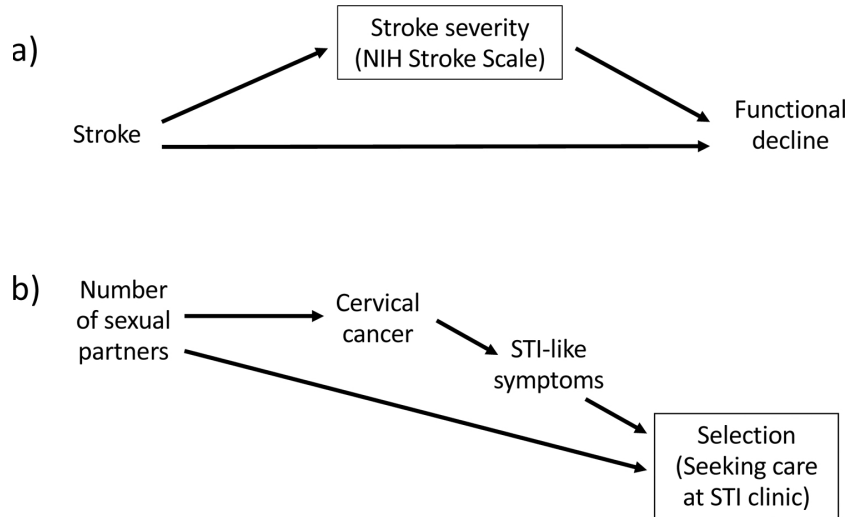 a)
Stroke severity
(NIH Stroke Scale)
Stroke
Functional
decline
b)
Number
of sexual
partners
Cervical
cancer
STI-like
symptoms
Selection
(Seeking care
at STI clinic)